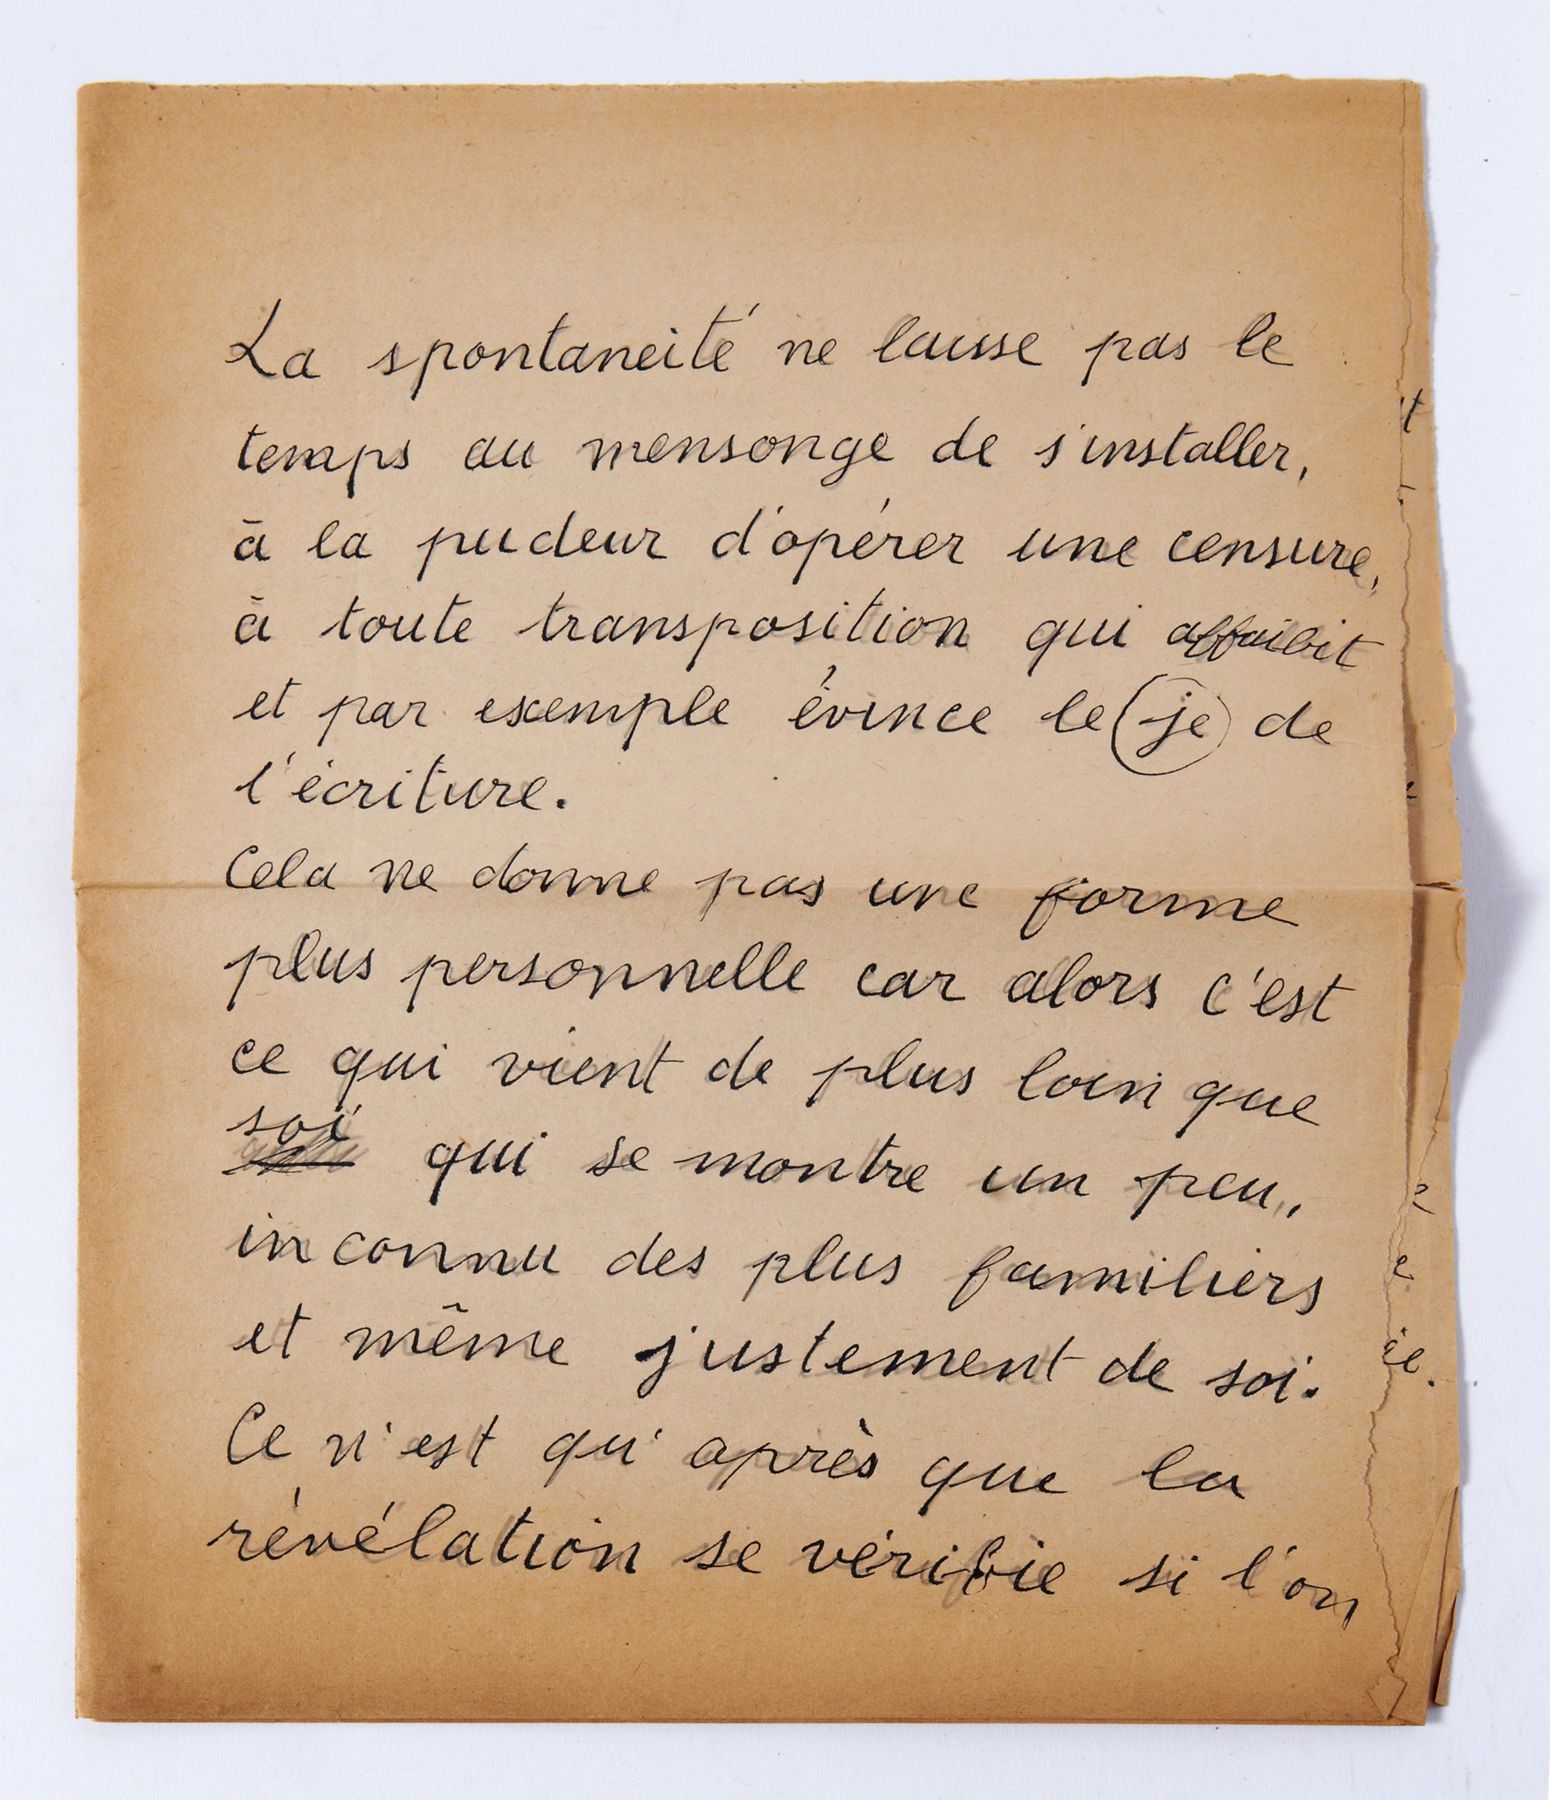 La spontaneité ne laisse pas le
temps au mensonge de s'installer,
à la pudeur d'opérer une censure,
à toute transposition qui affaibit
et par exemple évince le (je) de
l'écriture.
Cela ne donne pas une forme
plus personnelle car alors c'est
ce qui vient de plus loin que
soi qui se montre un peu,
inconnu des plus familiers
et même justement de soi.
Ce n'est qu'après que la
révélation se vérifie si l'on